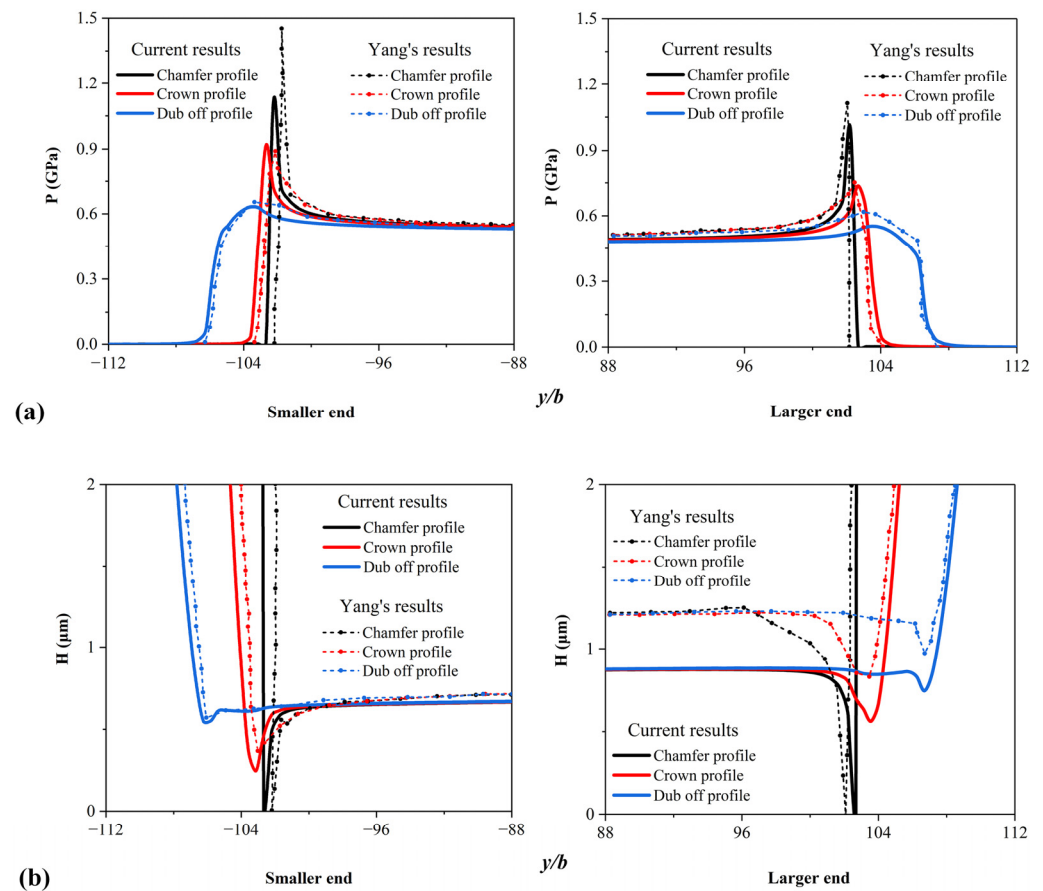 1.5
1.2
0.9
0.6
0.3
0.0
P (GPa)
Current results
Chamfer profile
Crown profile
Dub off profile
Yang's results
Chamfer profile
Crown profile
Dub off profile
−112
−104
−96
−88
Smaller end
1.5
1.2
0.9
0.6
0.3
0.0
P (GPa)
Current results
Chamfer profile
Crown profile
Dub off profile
Yang's results
Chamfer profile
Crown profile
Dub off profile
88
96
104
112
Larger end
y/b
(a)
2
1
0
H (μm)
Current results
Chamfer profile
Crown profile
Dub off profile
Yang's results
Chamfer profile
Crown profile
Dub off profile
−112
−104
−96
−88
Smaller end
2
1
0
H (μm)
Yang's results
Chamfer profile
Crown profile
Dub off profile
Current results
Chamfer profile
Crown profile
Dub off profile
88
96
104
112
Larger end
y/b
(b)